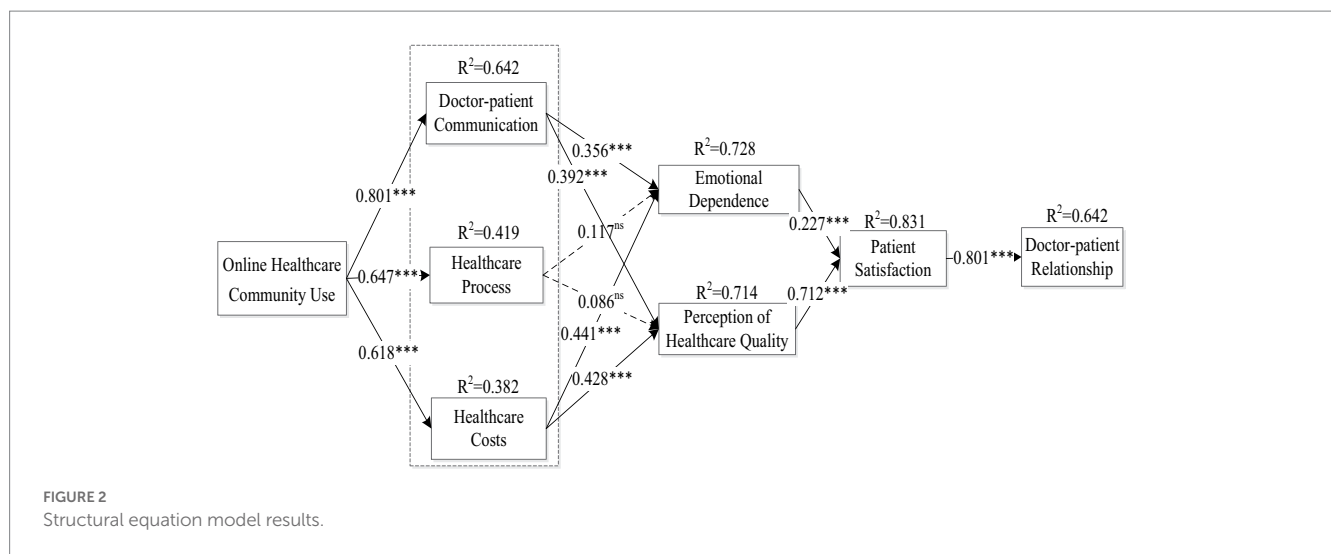 R²=0.642
Doctor-patient
Communication
0.356***
0.392***
R²=0.728
Emotional
Dependence
0.801***
0.227***
R²=0.831
Patient
Satisfaction
0.801***
R²=0.642
Doctor-patient
Relationship
R²=0.419
Healthcare
Process
0.117ⁿˢ
Online Healthcare
Community Use
0.647***
0.086ⁿˢ
R²=0.714
Perception of
Healthcare Quality
0.712***
0.441***
0.618***
0.428***
R²=0.382
Healthcare
Costs
FIGURE 2
Structural equation model results.